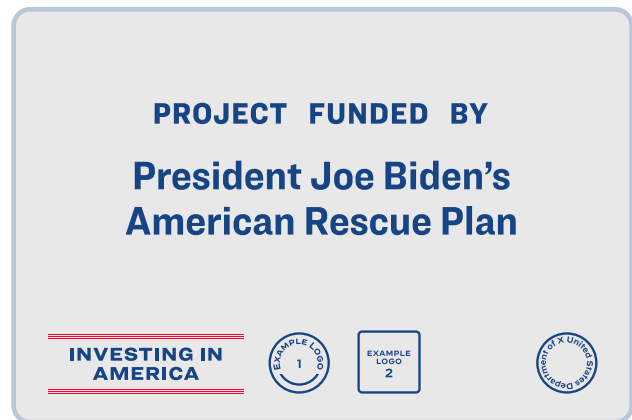 PROJECT FUNDED BY
President Joe Biden’s
American Rescue Plan
INVESTING IN
AMERICA
EXAMPLE LOGO
1
EXAMPLE
LOGO
2
Department of X United States